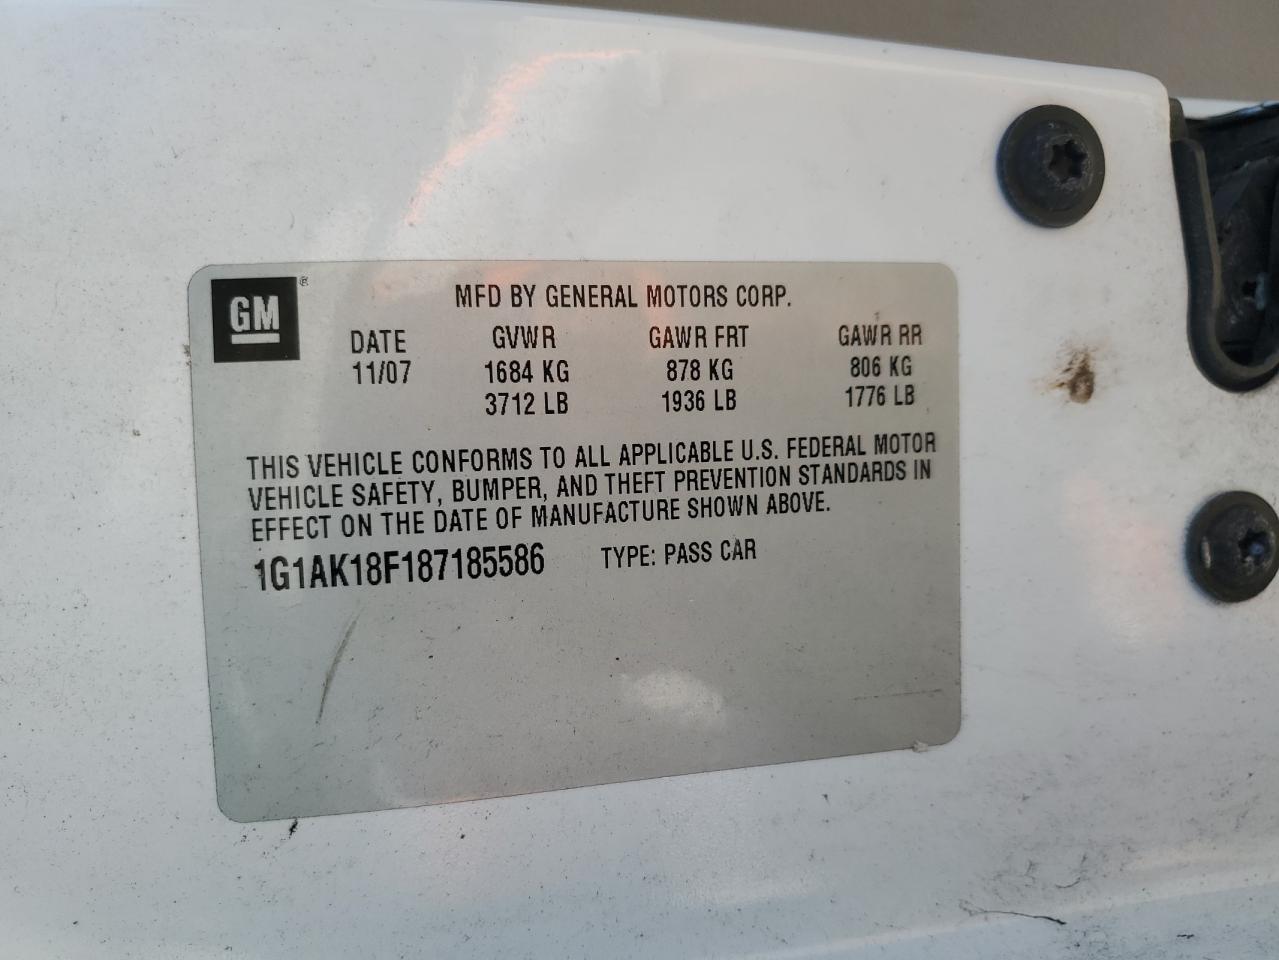 GM®
MFD BY GENERAL MOTORS CORP.
DATE GVWR GAWR FRT GAWR RR
11/07 1684 KG 878 KG 806 KG
3712 LB 1936 LB 1776 LB
THIS VEHICLE CONFORMS TO ALL APPLICABLE U.S. FEDERAL MOTOR
VEHICLE SAFETY, BUMPER, AND THEFT PREVENTION STANDARDS IN
EFFECT ON THE DATE OF MANUFACTURE SHOWN ABOVE.
1G1AK18F187185586 TYPE: PASS CAR